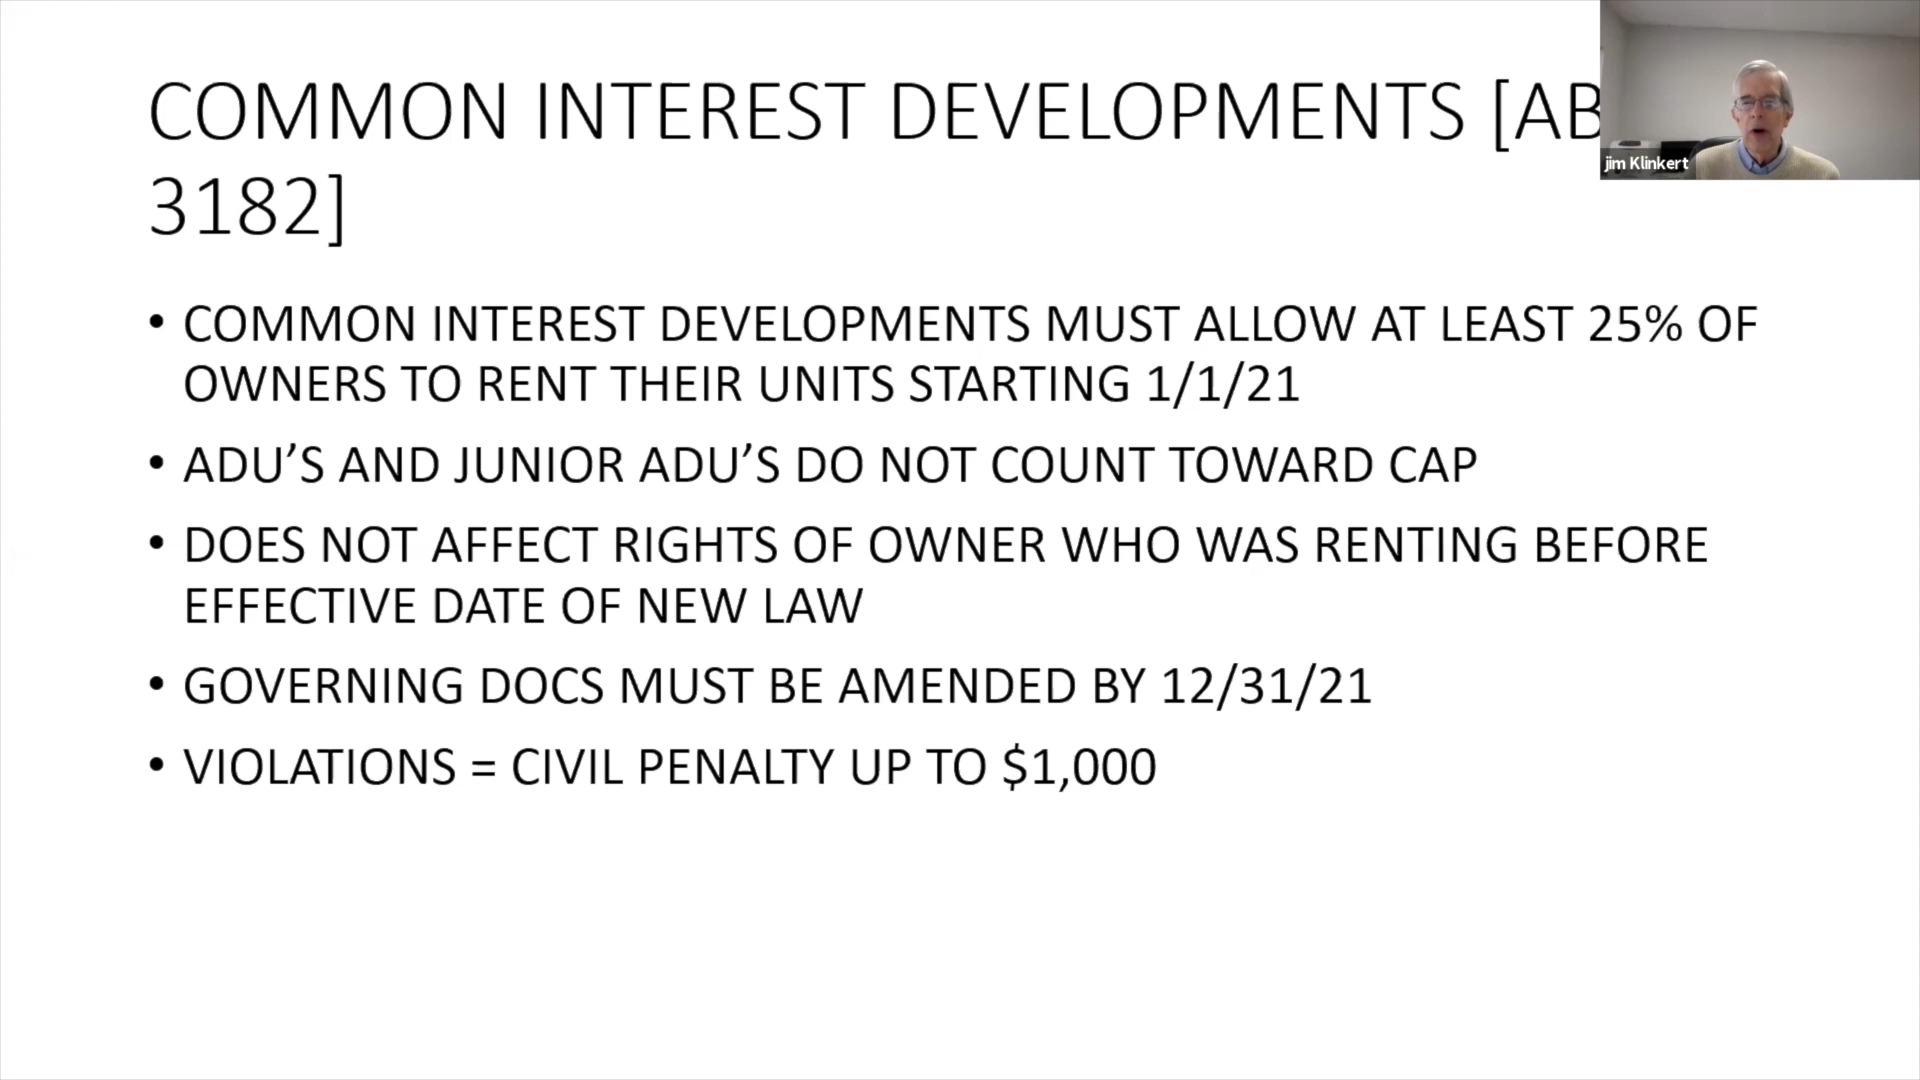 COMMON INTEREST DEVELOPMENTS [AB
3182]
jim Klinkert
• COMMON INTEREST DEVELOPMENTS MUST ALLOW AT LEAST 25% OF
OWNERS TO RENT THEIR UNITS STARTING 1/1/21
• ADU’S AND JUNIOR ADU’S DO NOT COUNT TOWARD CAP
• DOES NOT AFFECT RIGHTS OF OWNER WHO WAS RENTING BEFORE
EFFECTIVE DATE OF NEW LAW
• GOVERNING DOCS MUST BE AMENDED BY 12/31/21
• VIOLATIONS = CIVIL PENALTY UP TO $1,000